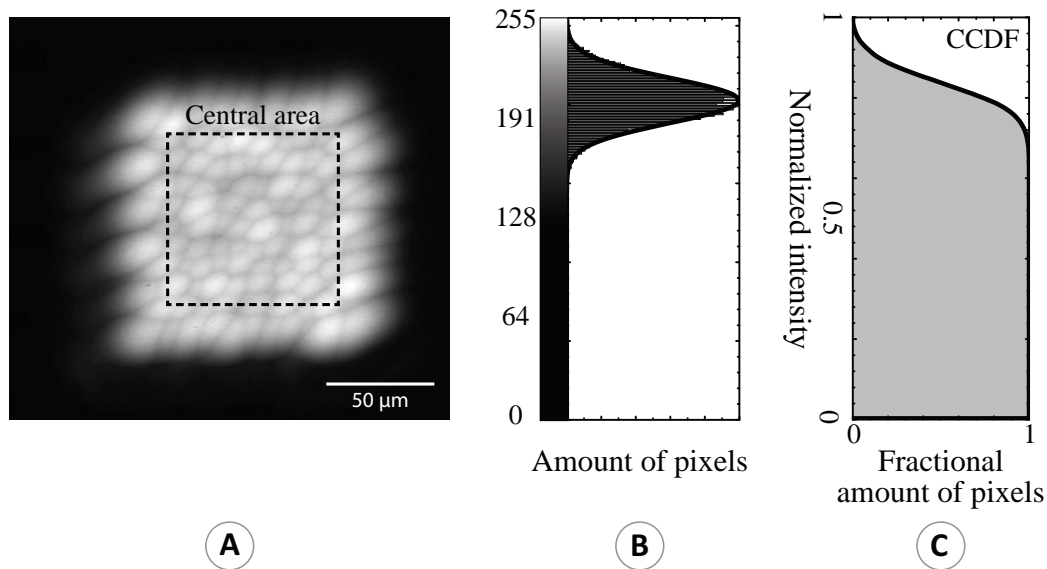 Central area
50 μm
A
255
191
128
64
0
Amount of pixels
B
CCDF
1
0.5
0
Normalized intensity
0 1
Fractional
amount of pixels
C